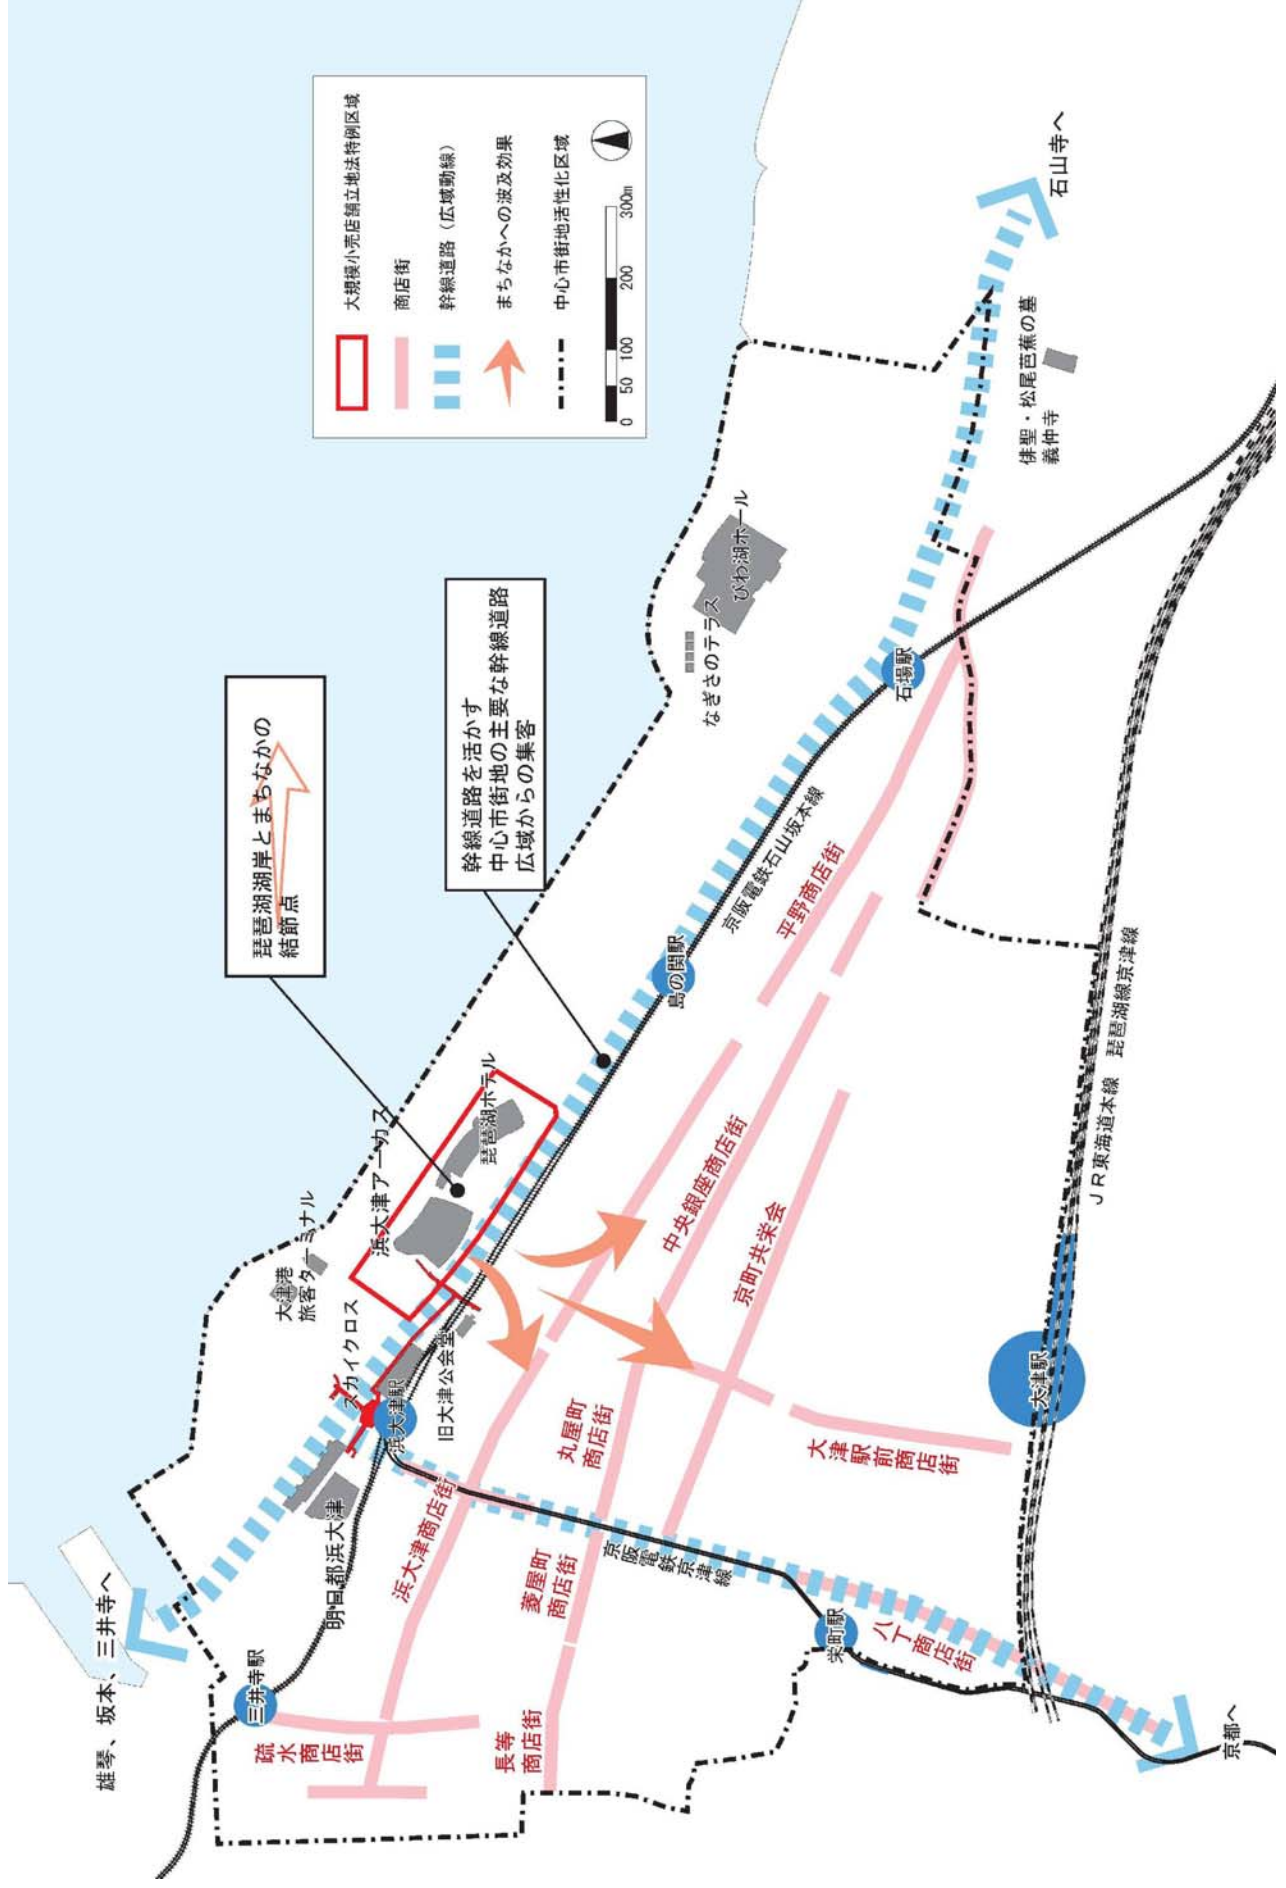 大規模小売店舗立地法特例区域
商店街
幹線道路（広域動線）
まちなかへの波及効果
中心市街地活性化区域
0 50 100 200 300m
琵琶湖湖岸とまちなかの
結節点
幹線道路を活かす
中心市街地の主要な幹線道路
広域からの集客
雄琴、坂本、三井寺へ
三井寺駅
疏水
商店街
明日都浜大津
スカイクロス
浜大津駅
旧大津公会堂
大津港
旅客ターミナル
浜大津アーカス
琵琶湖ホテル
島の関駅
なぎさのテラス
びわ湖ホール
石場駅
俳聖・松尾芭蕉の墓
義仲寺
石山寺へ
京阪電鉄石山坂本線
平野商店街
中央銀座商店街
京町共栄会
浜大津商店街
丸屋町
商店街
菱屋町
商店街
長等
商店街
大津駅前商店街
京阪電鉄京津線
栄町駅
八丁商店街
大津駅
ＪＲ東海道本線　琵琶湖線京津線
京都へ